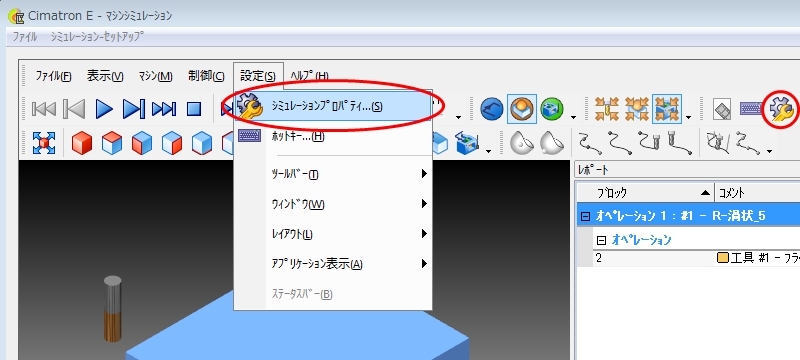 Cimatron E - マシンシミュレーション
ファイル シミュレーション-セットアップ
ファイル(F) 表示(V) マシン(M) 制御(C) 設定(S) ヘルプ(H)
シミュレーションプロパティ...(S)
ホットキー...(H)
ツールバー(T)
ウィンドウ(W)
レイアウト(L)
アプリケーション表示(A)
ステータスバー(B)
レポート
ブロック コメント
オペレーション 1 : #1 - R-渦状_5
オペレーション
2 工具 #1 - フラ